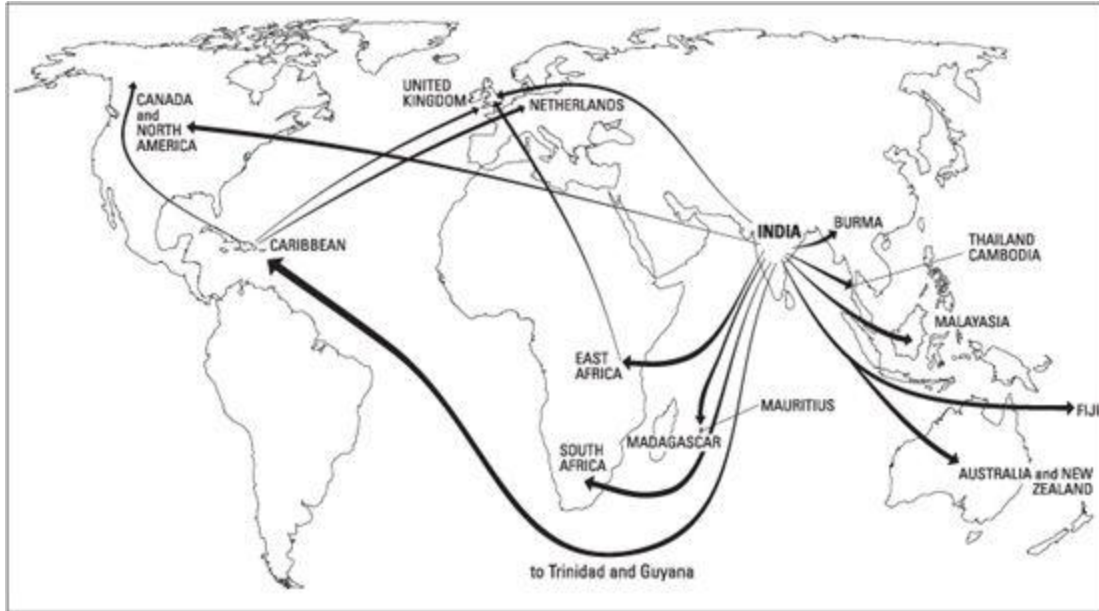 CANADA
and
NORTH
AMERICA
UNITED
KINGDOM
NETHERLANDS
CARIBBEAN
INDIA
BURMA
THAILAND
CAMBODIA
MALAYASIA
EAST
AFRICA
MAURITIUS
MADAGASCAR
SOUTH
AFRICA
FIJI
AUSTRALIA and NEW
ZEALAND
to Trinidad and Guyana